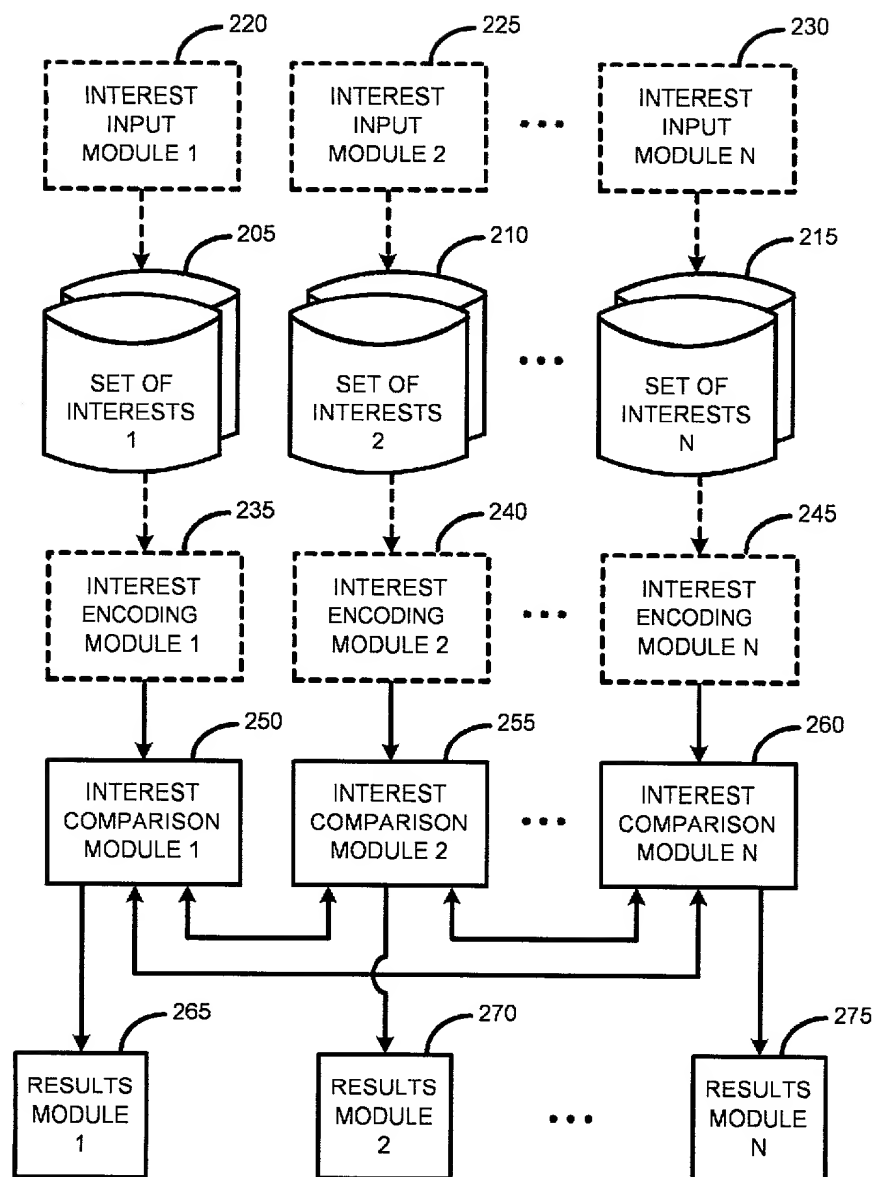 220
225
230
INTEREST
INPUT
MODULE 1
INTEREST
INPUT
MODULE 2
INTEREST
INPUT
MODULE N
205
210
215
SET OF
INTERESTS
1
SET OF
INTERESTS
2
SET OF
INTERESTS
N
235
240
245
INTEREST
ENCODING
MODULE 1
INTEREST
ENCODING
MODULE 2
INTEREST
ENCODING
MODULE N
250
255
260
INTEREST
COMPARISON
MODULE 1
INTEREST
COMPARISON
MODULE 2
INTEREST
COMPARISON
MODULE N
265
270
275
RESULTS
MODULE
1
RESULTS
MODULE
2
RESULTS
MODULE
N